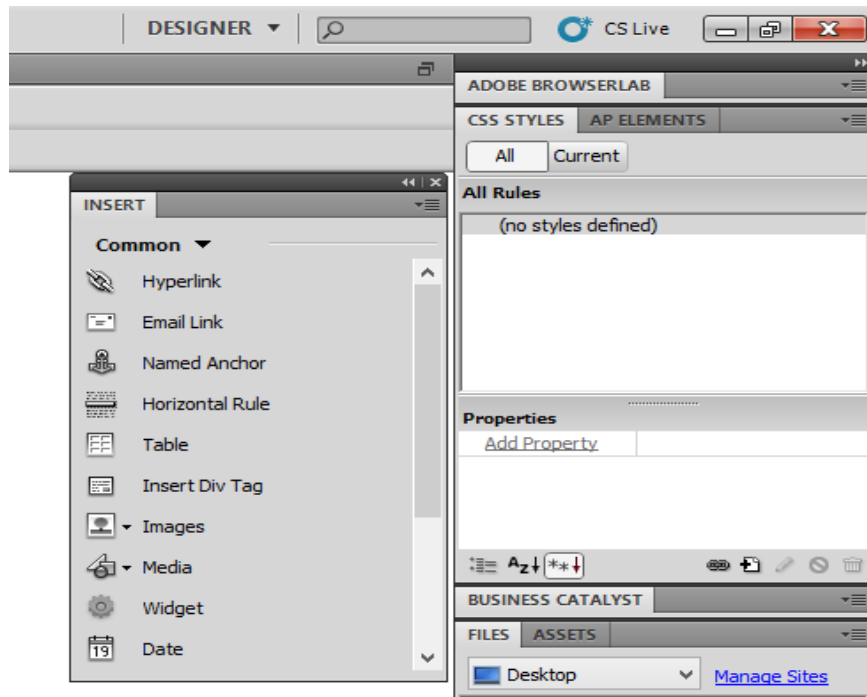 DESIGNER
CS Live
ADOBE BROWSERLAB
CSS STYLES AP ELEMENTS
All Current
All Rules
(no styles defined)
INSERT
Common
Hyperlink
Email Link
Named Anchor
Horizontal Rule
Table
Insert Div Tag
Images
Media
Widget
19 Date
Properties
Add Property
AZ
**
BUSINESS CATALYST
FILES ASSETS
Desktop Manage Sites